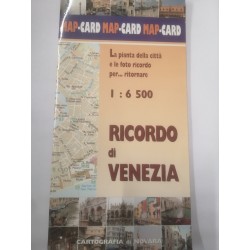 MAP-CARD MAP-CARD MAP-CARD
La pianta della città
e le foto ricordo
per... ritornare
1 : 6 500
RICORDO
di
VENEZIA